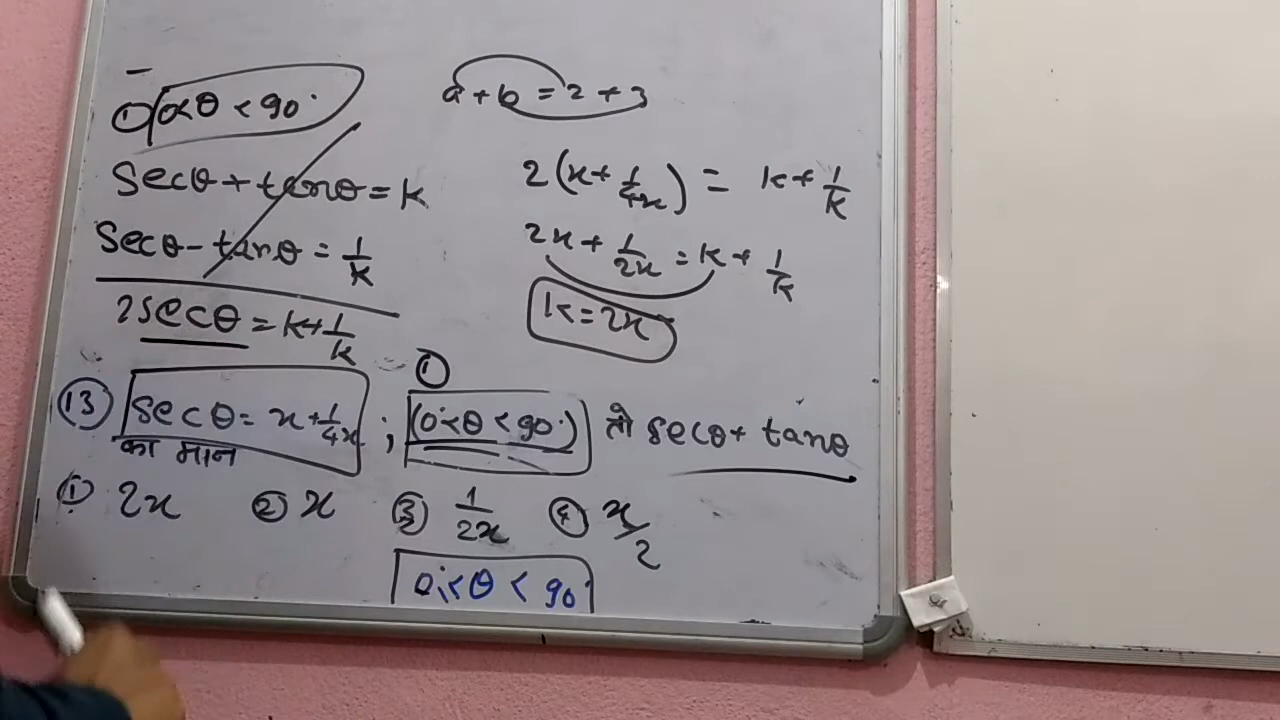 ① 0<θ < 90°
secθ + tanθ = k
secθ - tanθ = 1/k
2secθ = k+1/k
a + b = 2 + 3
2(x + 1/4x) = k + 1/k
2x + 1/2x = k + 1/k
k = 2x
①
⑬ secθ = x + 1/4x ; (0°<θ < 90°) तो secθ + tanθ
का मान
① 2x ② x ③ 1/2x ④ x/2
0°<θ < 90°